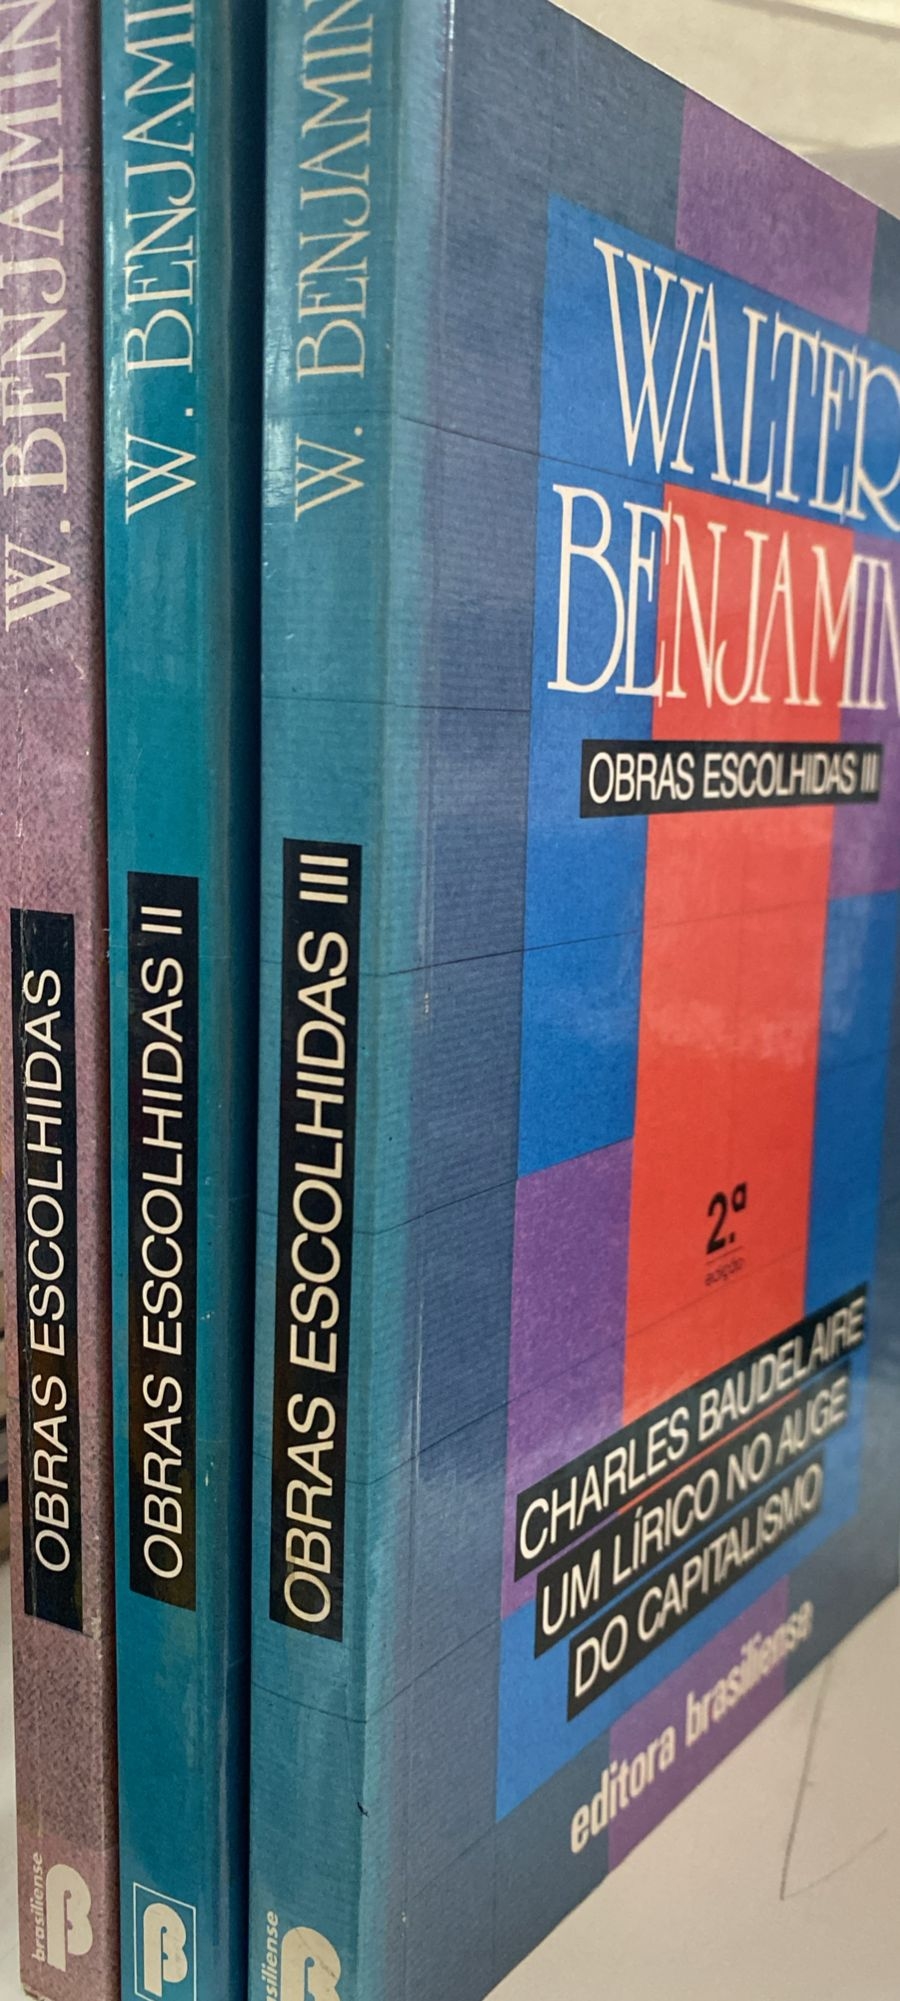 W. BENJAMIN
OBRAS ESCOLHIDAS
brasiliense
W. BENJAMIN
OBRAS ESCOLHIDAS II
W. BENJAMIN
OBRAS ESCOLHIDAS III
asiliense
WALTER
BENJAMIN
OBRAS ESCOLHIDAS III
2.ª
edição
CHARLES BAUDELAIRE
UM LÍRICO NO AUGE
DO CAPITALISMO
editora brasiliense